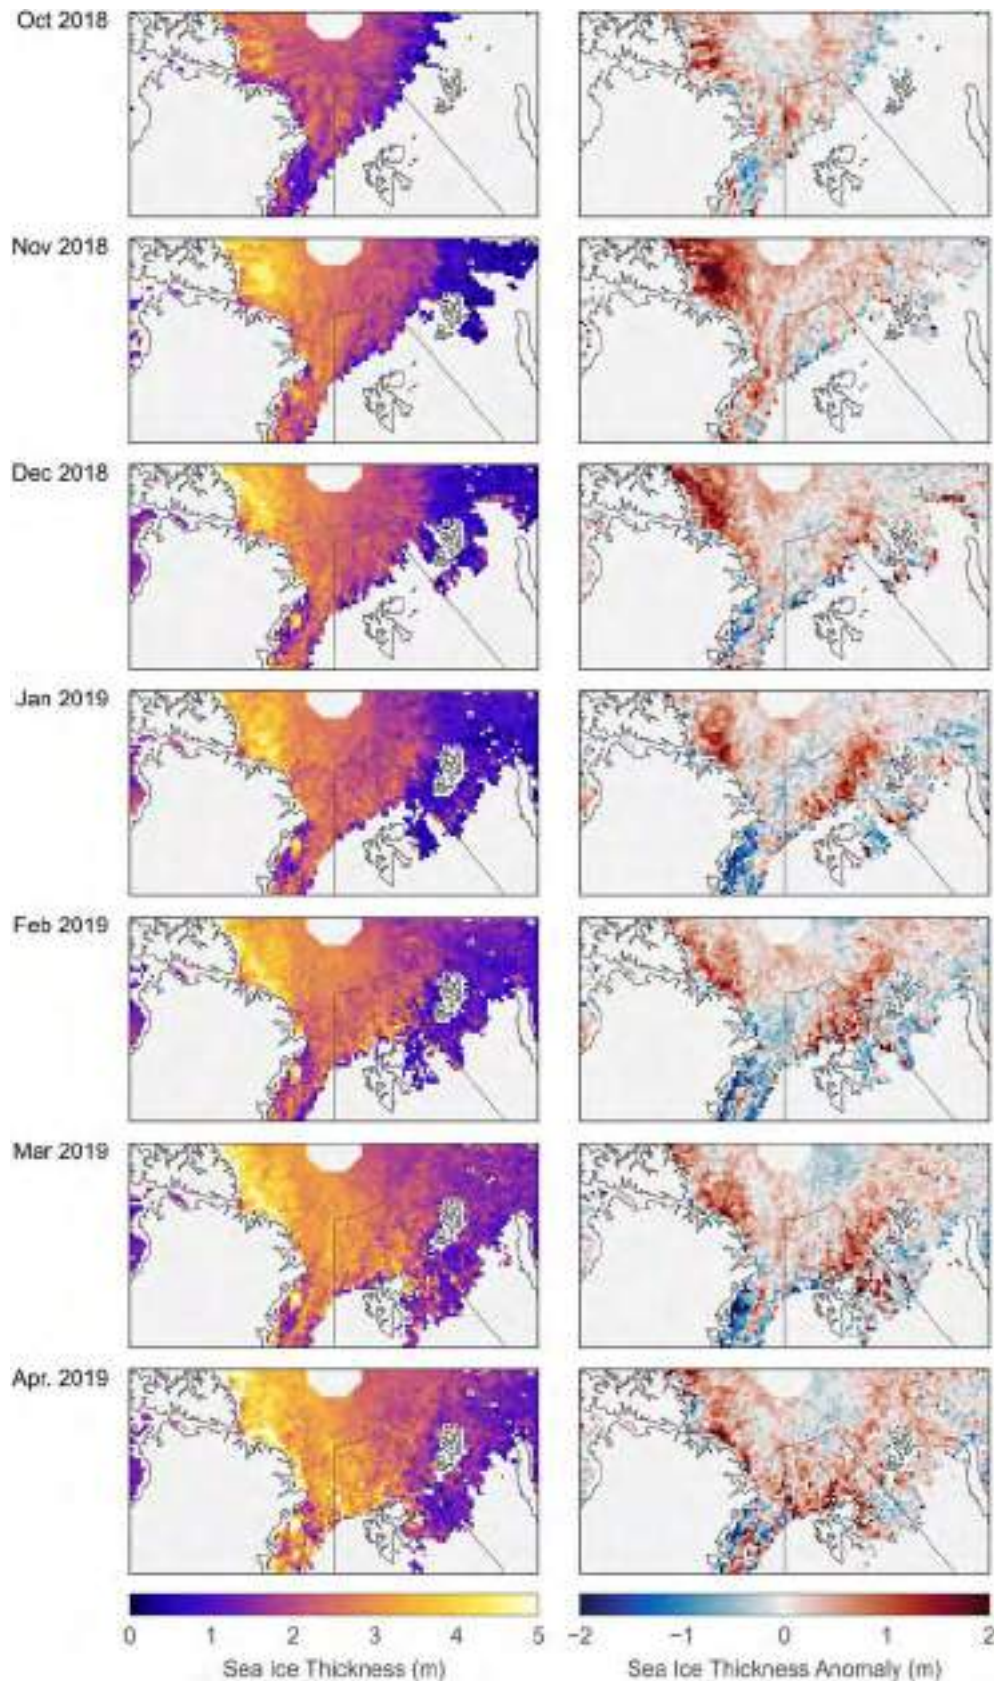 Oct 2018
Nov 2018
Dec 2018
Jan 2019
Feb 2019
Mar 2019
Apr. 2019
0 1 2 3 4 5
−2 −1 0 1 2
Sea Ice Thickness (m)
Sea Ice Thickness Anomaly (m)